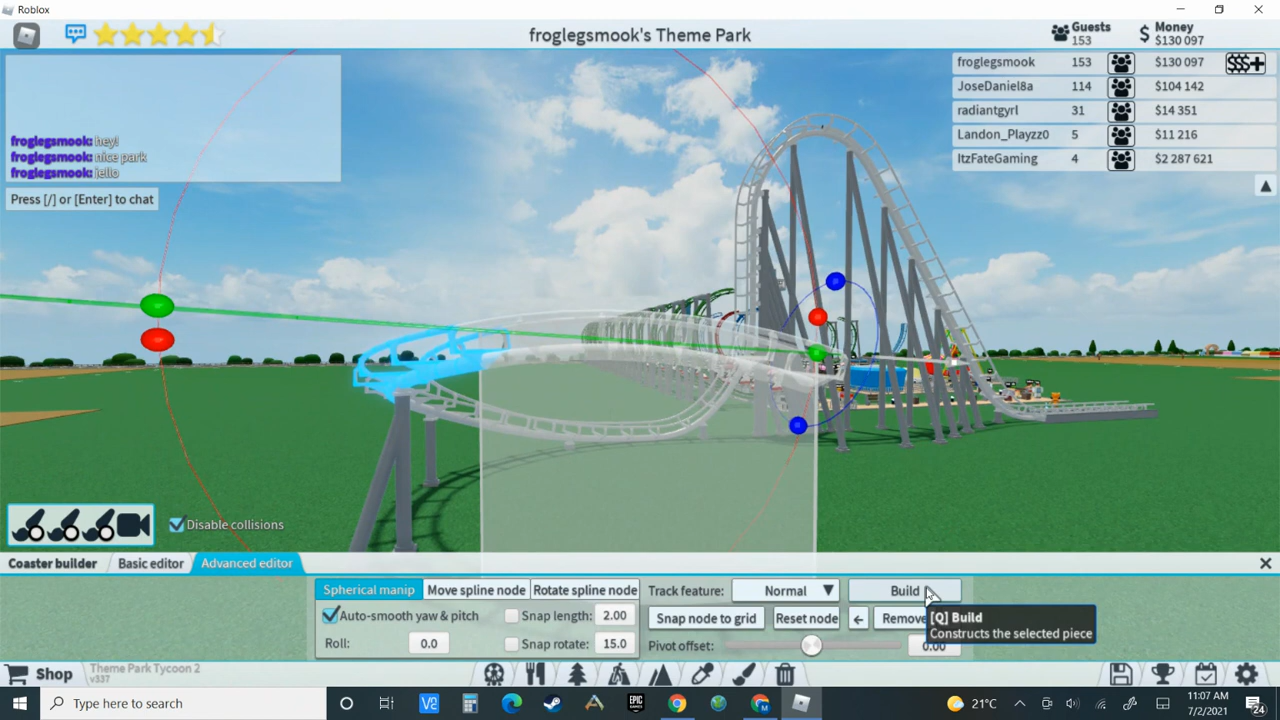 Roblox
froglegsmook's Theme Park
Guests
153
Money
$130 097
froglegsmook 153 $130 097 $$$+
JoseDaniel8a 114 $104 142
radiantgyrl 31 $14 351
Landon_Playzz0 5 $11 216
ItzFateGaming 4 $2 287 621
froglegsmook: hey!
froglegsmook: nice park
froglegsmook: jello
Press [/] or [Enter] to chat
Disable collisions
Coaster builder Basic editor Advanced editor
Spherical manip Move spline node Rotate spline node Track feature: Normal Build
Auto-smooth yaw & pitch Snap length: 2.00 Snap node to grid Reset node Remove
Roll: 0.0 Snap rotate: 15.0 Pivot offset: 0.00
[Q] Build
Constructs the selected piece
Shop
Theme Park Tycoon 2
v337
Type here to search
EPIC
GAMES
M
21°C
11:07 AM
7/2/2021
24